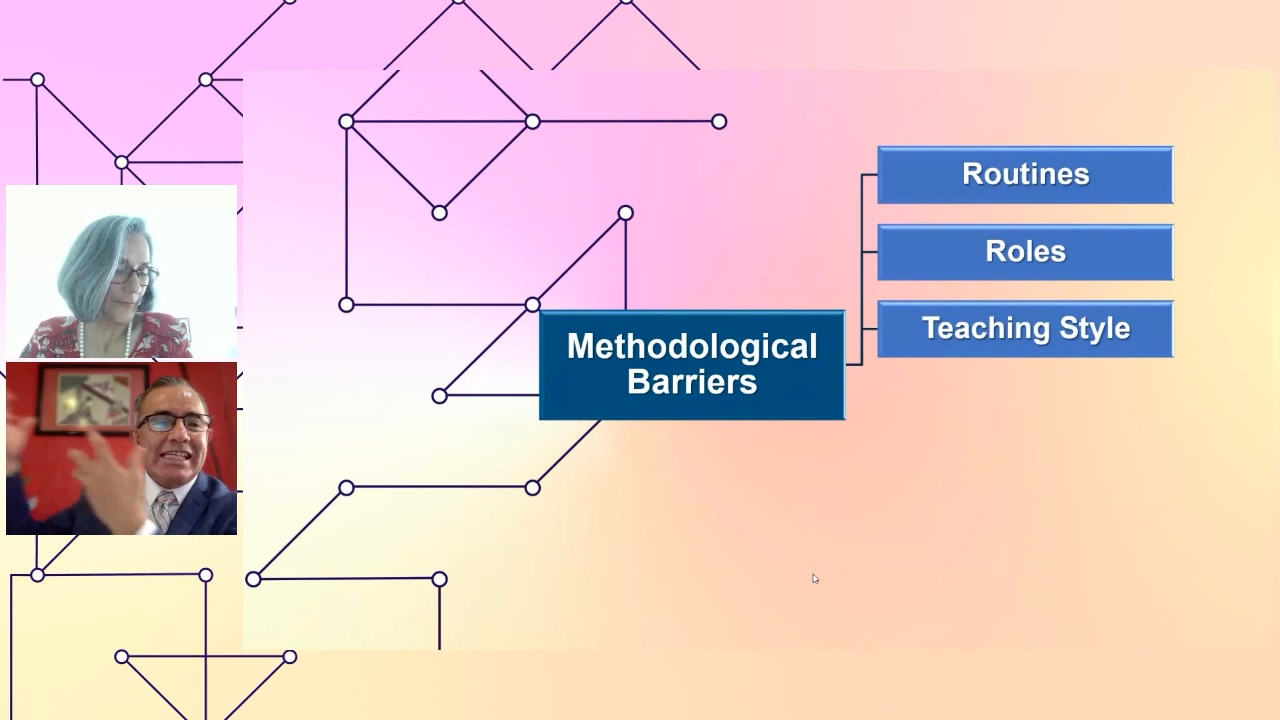 Routines
Roles
Teaching Style
Methodological
Barriers